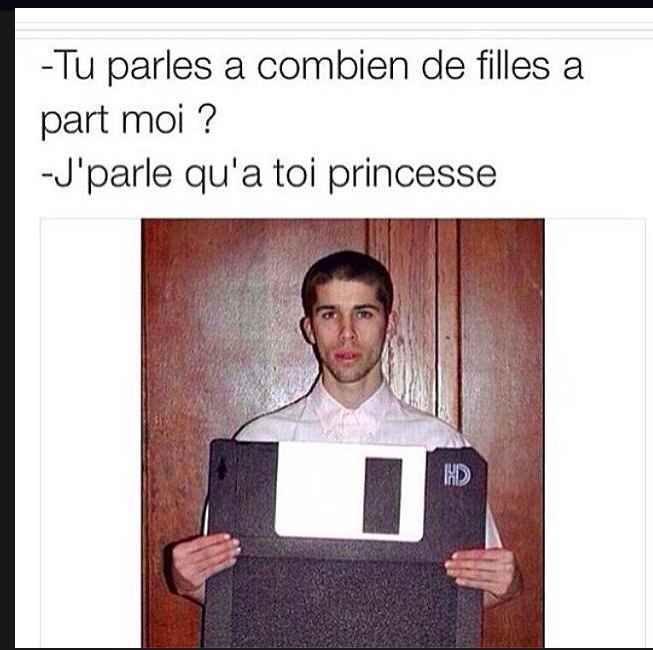 -Tu parles a combien de filles a
part moi ?
-J'parle qu'a toi princesse
HD